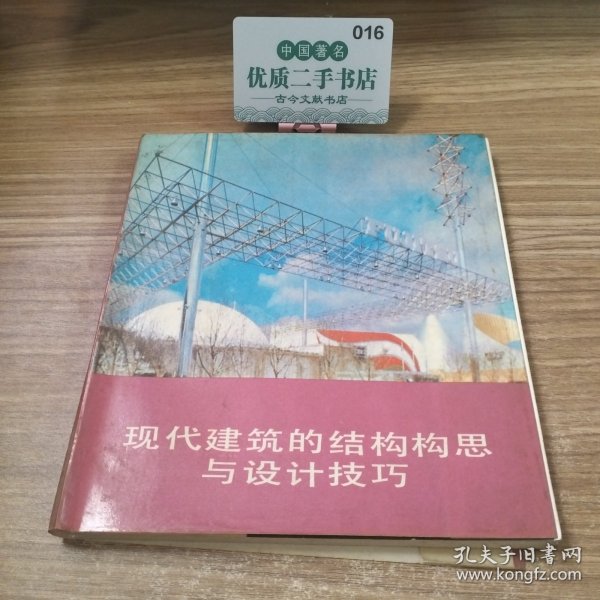 016
中国著名
优质二手书店
古今文献书店
现代建筑的结构构思
与设计技巧
孔夫子旧书网
www.kongfz.com